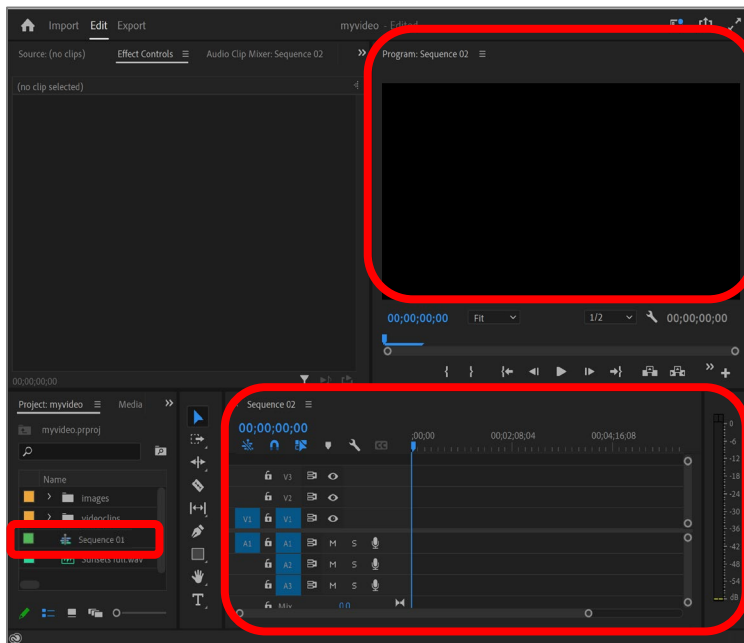 Import Edit Export myvideo - Edited
Source: (no clips) Effect Controls Audio Clip Mixer: Sequence 02 Program: Sequence 02
(no clip selected)
00;00;00;00 Fit 1/2 00;00;00;00
00;00;00;00
Project: myvideo Media Sequence 02
myvideo.prproj 00;00;00;00
;00;00 00;02;08;04 00;04;16;08
Name
images
videoclips
Sequence 01
Sunsets full.wav
V3
V2
V1 V1
A1 A1 M S
A2 M S
A3 M S
Mix 0.0
0
-6
-12
-18
-24
-30
-36
-42
-48
-54
dB
T